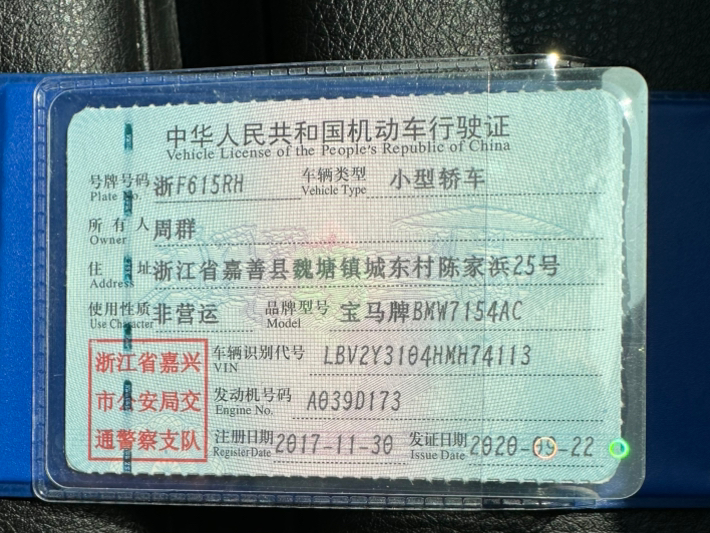 中华人民共和国机动车行驶证
Vehicle License of the People's Republic of China
号牌号码 浙F615RH 车辆类型 小型轿车
Plate No. Vehicle Type
所有人 周群
Owner
住址 浙江省嘉善县魏塘镇城东村陈家浜25号
Address
使用性质 非营运 品牌型号 宝马牌BMW7154AC
Use Character Model
浙江省嘉兴市公安局交通警察支队
车辆识别代号 LBV2Y3104HMH74113
VIN
发动机号码 A039D173
Engine No.
注册日期 2017-11-30 发证日期 2020-09-22
Register Date Issue Date